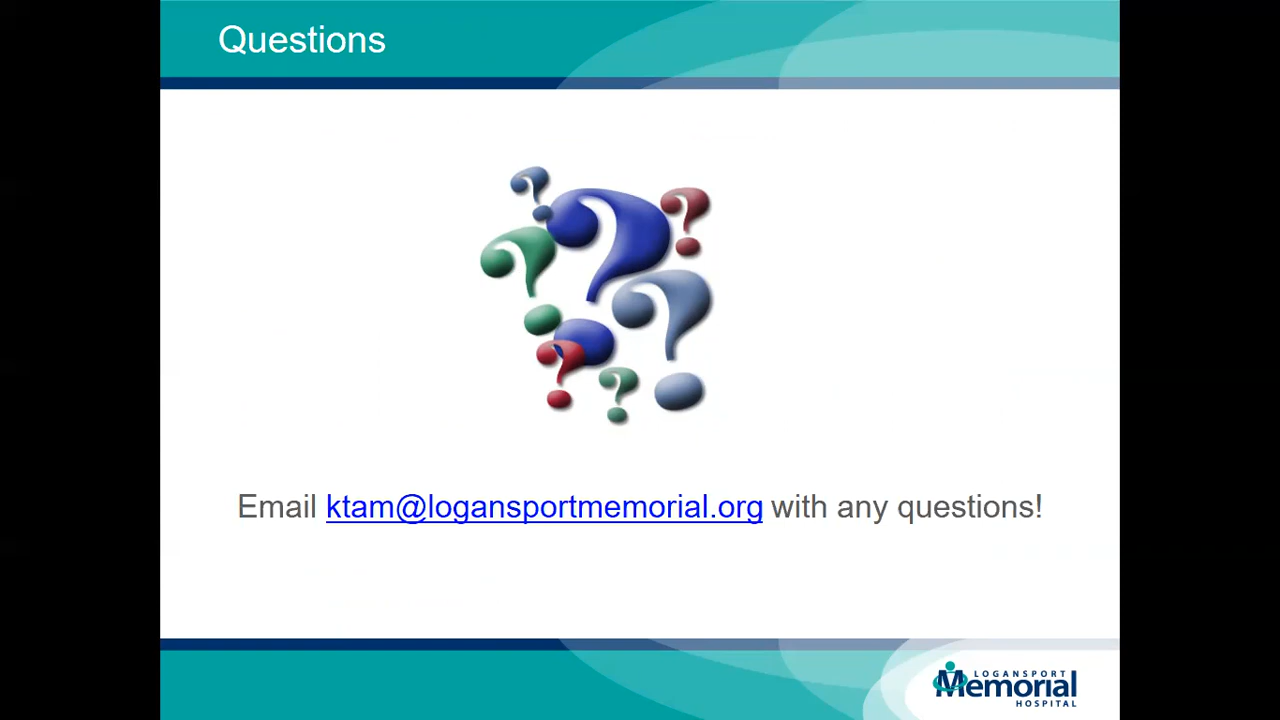 Questions
Email ktam@logansportmemorial.org with any questions!
LOGANSPORT
Memorial
HOSPITAL